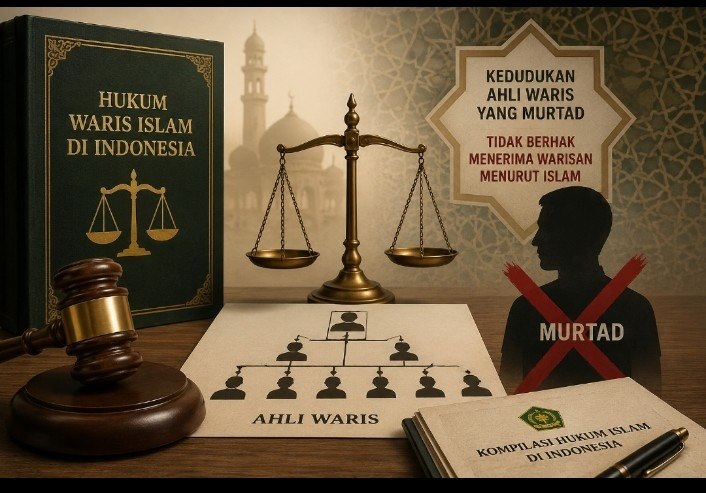 HUKUM
WARIS ISLAM
DI INDONESIA
KEDUDUKAN
AHLI WARIS
YANG MURTAD
TIDAK BERHAK
MENERIMA WARISAN
MENURUT ISLAM
MURTAD
AHLI WARIS
KOMPILASI HUKUM ISLAM
DI INDONESIA